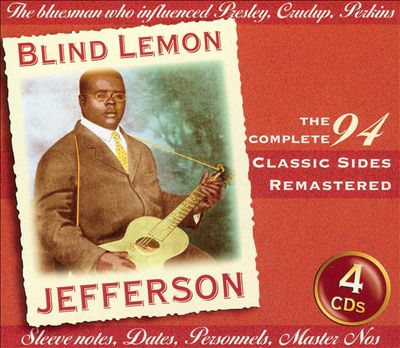 The bluesman who influenced Presley, Crudup, Perkins
BLIND LEMON
JEFFERSON
THE COMPLETE 94
CLASSIC SIDES
REMASTERED
4
CDs
Sleeve notes, Dates, Personnels, Master Nos